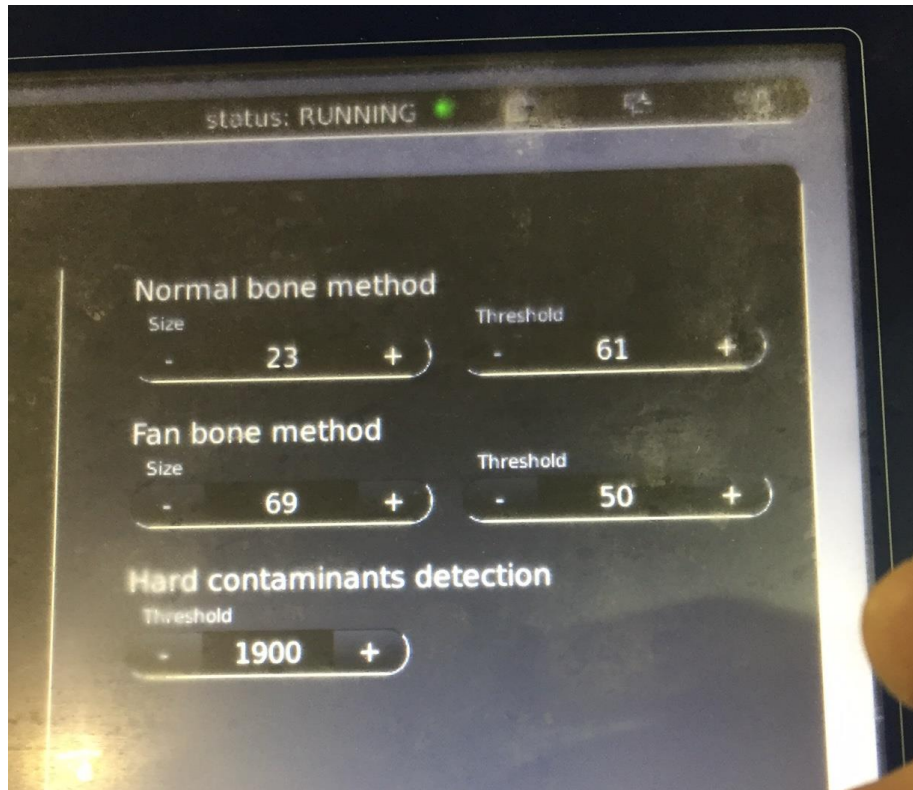 status: RUNNING
Normal bone method
Size
Threshold
- 23 +
- 61 +
Fan bone method
Size
Threshold
- 69 +
- 50 +
Hard contaminants detection
Threshold
- 1900 +